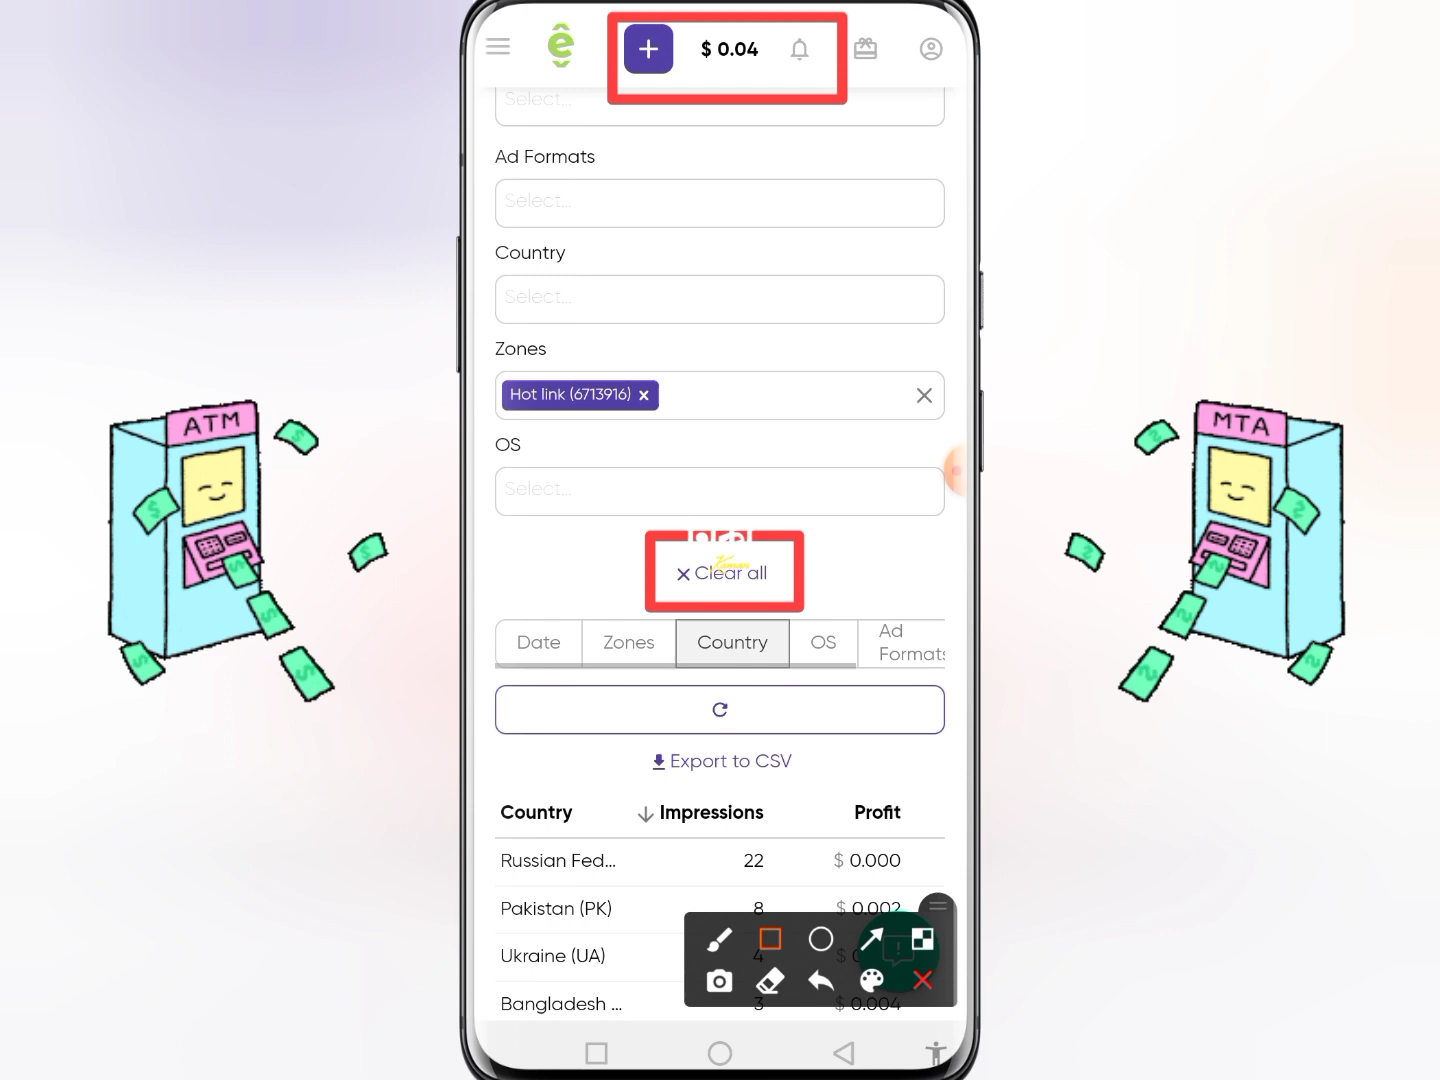 $ 0.04
Select...
Ad Formats
Select...
Country
Select...
Zones
Hot link (6713916) x
OS
Select...
Clear all
Date Zones Country OS Ad Formats
Export to CSV
Country Impressions Profit
Russian Fed... 22 $ 0.000
Pakistan (PK) 8 $ 0.002
Ukraine (UA) 4 $
Bangladesh ... 3 $ 0.004
ATM
MTA